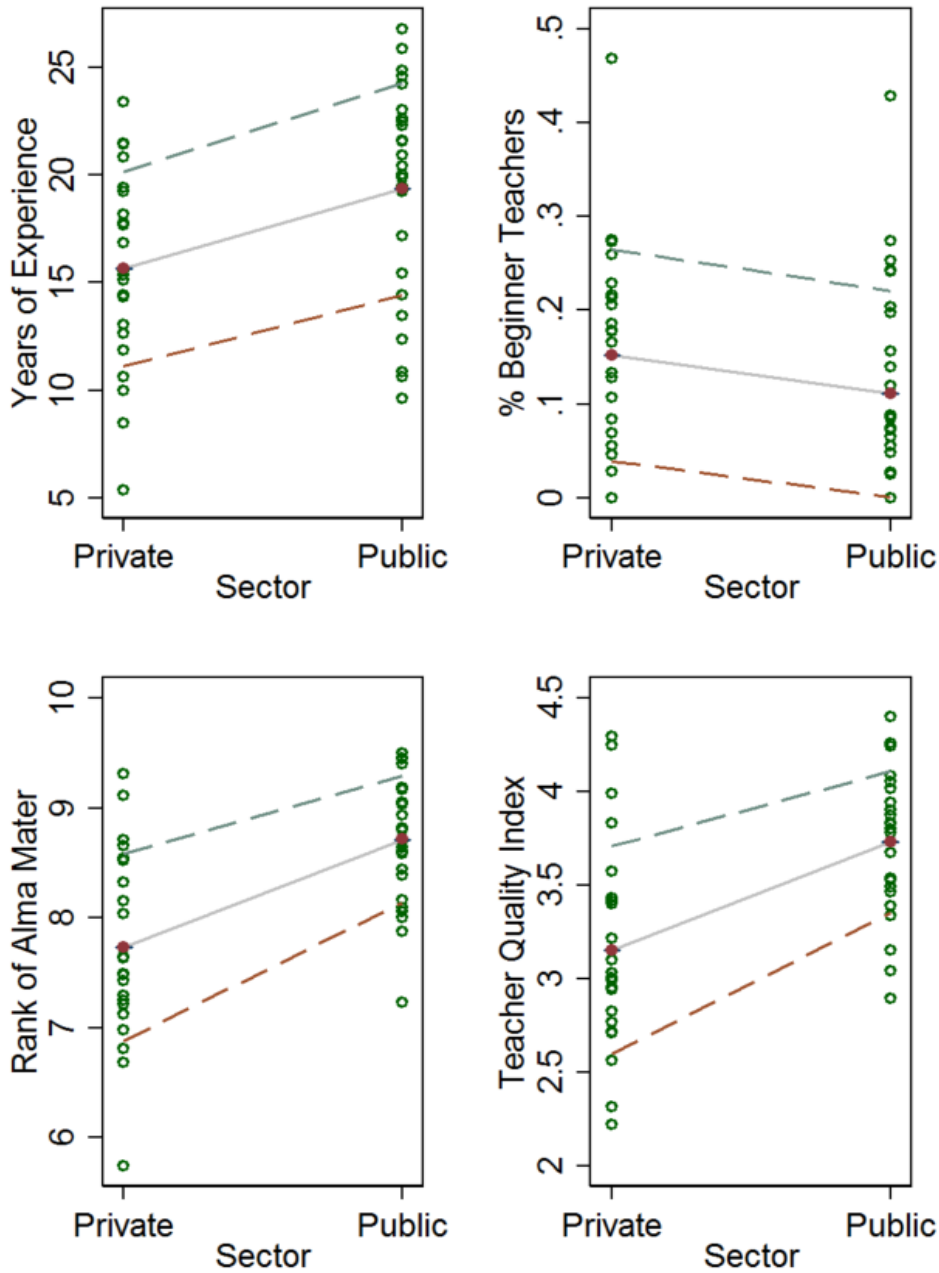 Years of Experience
25
20
15
10
5
Private
Public
Sector
% Beginner Teachers
.5
.4
.3
.2
.1
0
Private
Public
Sector
Rank of Alma Mater
10
9
8
7
6
Private
Public
Sector
Teacher Quality Index
4.5
4
3.5
3
2.5
2
Private
Public
Sector